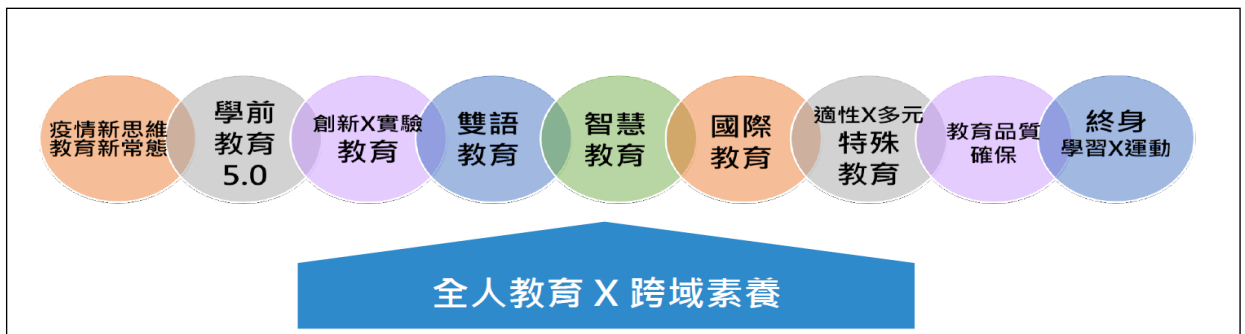 疫情新思維
教育新常態
學前
教育
5.0
創新X實驗
教育
雙語
教育
智慧
教育
國際
教育
適性X多元
特殊
教育
教育品質
確保
終身
學習X運動
全人教育 X 跨域素養